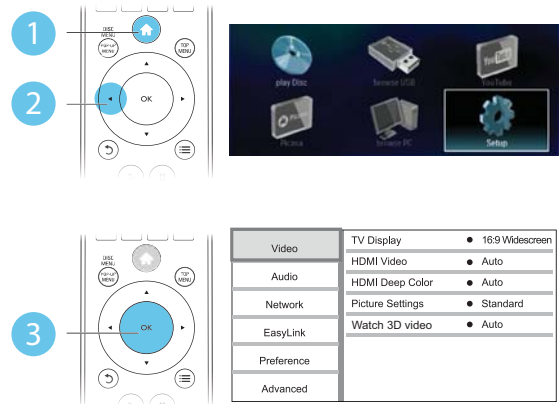 1
DISC
MENU
POP-UP
MENU
TOP
MENU
2
OK
play Disc
browse USB
YouTube
You Tube
Picasa
browse PC
Setup
DISC
MENU
POP-UP
MENU
TOP
MENU
3
OK
Video
Audio
Network
EasyLink
Preference
Advanced
TV Display ● 16:9 Widescreen
HDMI Video ● Auto
HDMI Deep Color ● Auto
Picture Settings ● Standard
Watch 3D video ● Auto